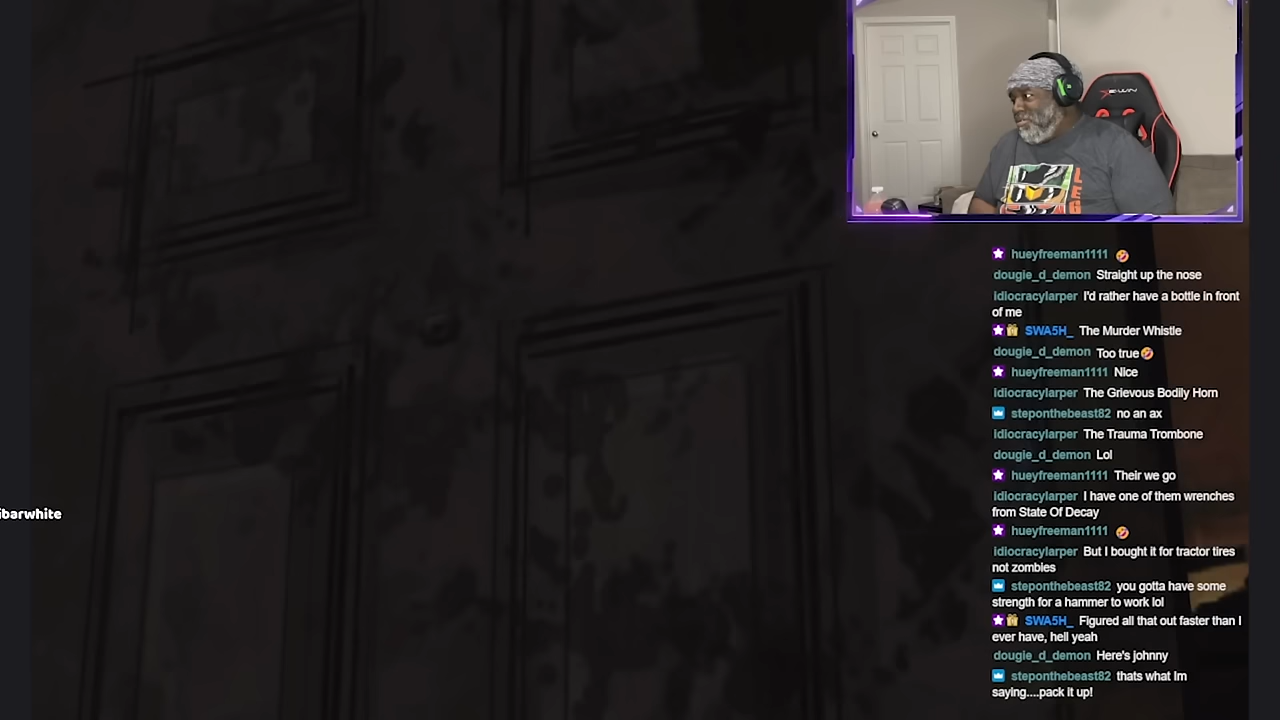 E-WIN
LEG
hueyfreeman1111 🤣
dougie_d_demon Straight up the nose
idiocracylarper I'd rather have a bottle in front
of me
SWA5H_ The Murder Whistle
dougie_d_demon Too true🤣
hueyfreeman1111 Nice
idiocracylarper The Grievous Bodily Horn
steponthebeast82 no an ax
idiocracylarper The Trauma Trombone
dougie_d_demon Lol
hueyfreeman1111 Their we go
idiocracylarper I have one of them wrenches
from State Of Decay
ibarwhite
hueyfreeman1111 🤣
idiocracylarper But I bought it for tractor tires
not zombies
steponthebeast82 you gotta have some
strength for a hammer to work lol
SWA5H_ Figured all that out faster than I
ever have, hell yeah
dougie_d_demon Here's johnny
steponthebeast82 thats what Im
saying....pack it up!